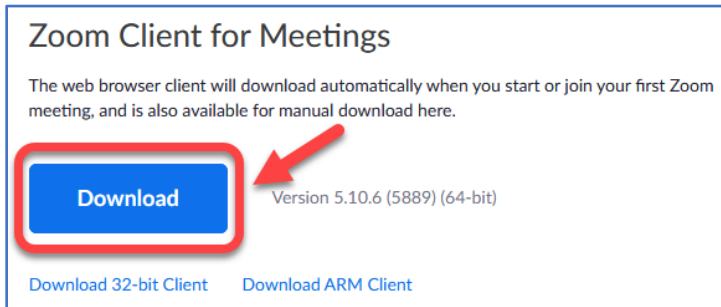 Zoom Client for Meetings
The web browser client will download automatically when you start or join your first Zoom
meeting, and is also available for manual download here.
Download Version 5.10.6 (5889) (64-bit)
Download 32-bit Client Download ARM Client